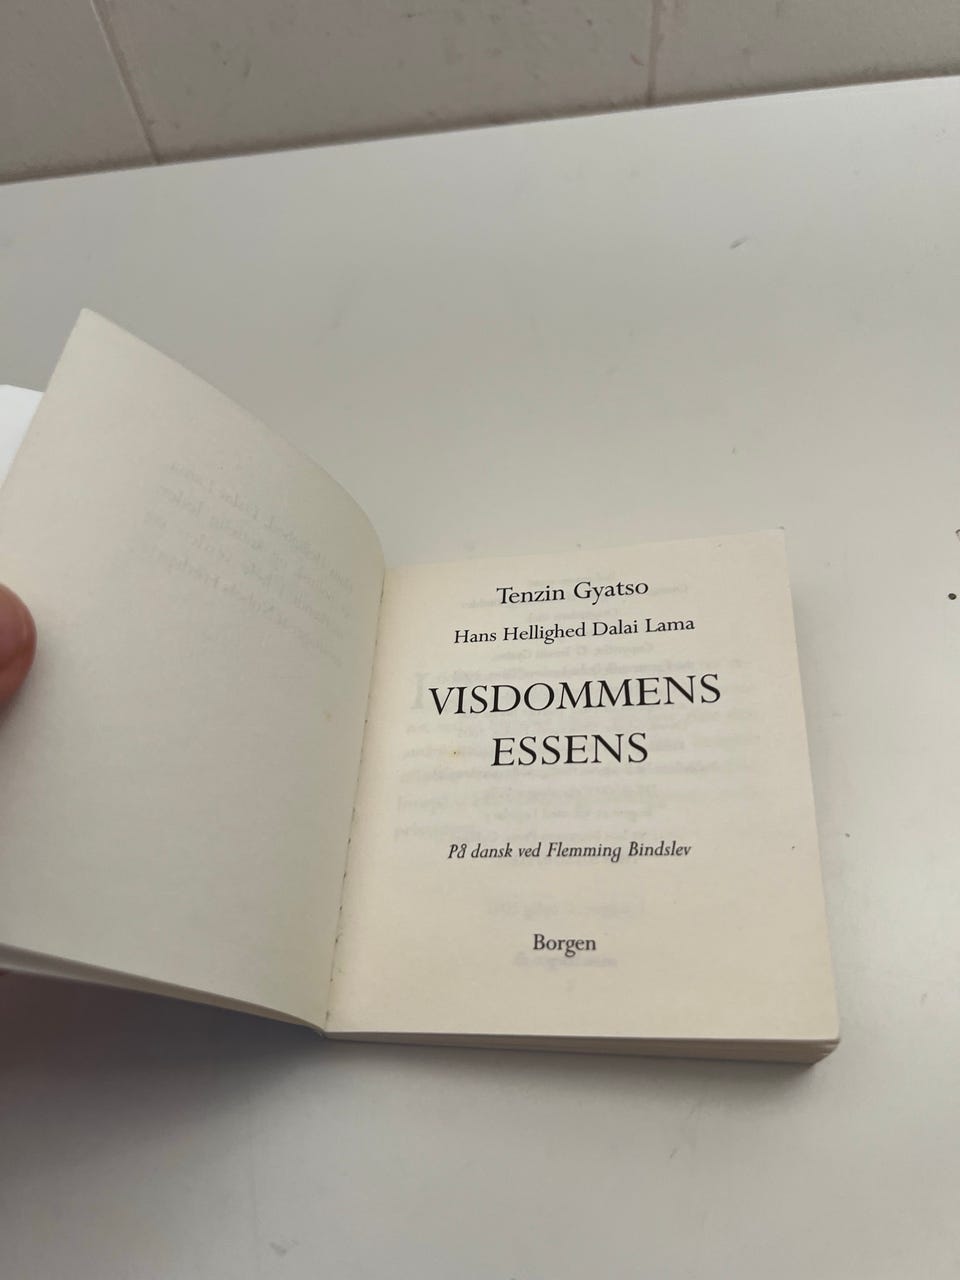 Tenzin Gyatso
Hans Hellighed Dalai Lama
VISDOMMENS
ESSENS
På dansk ved Flemming Bindslev
Borgen